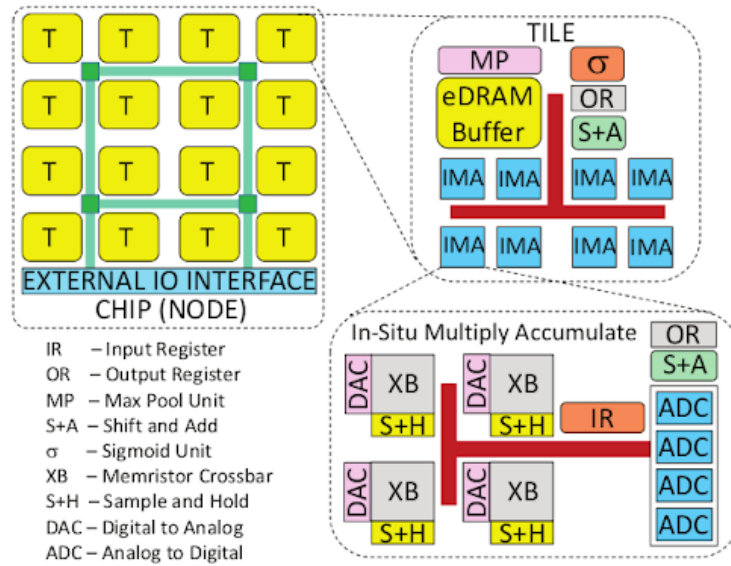 T T T T
T T T T
T T T T
T T T T
EXTERNAL IO INTERFACE
CHIP (NODE)
TILE
MP σ
eDRAM Buffer
OR
S+A
IMA IMA IMA IMA
IMA IMA IMA IMA
IR – Input Register
OR – Output Register
MP – Max Pool Unit
S+A – Shift and Add
σ – Sigmoid Unit
XB – Memristor Crossbar
S+H – Sample and Hold
DAC – Digital to Analog
ADC – Analog to Digital
In-Situ Multiply Accumulate
OR
S+A
DAC XB DAC XB
S+H S+H
IR
ADC
ADC
ADC
ADC
DAC XB DAC XB
S+H S+H